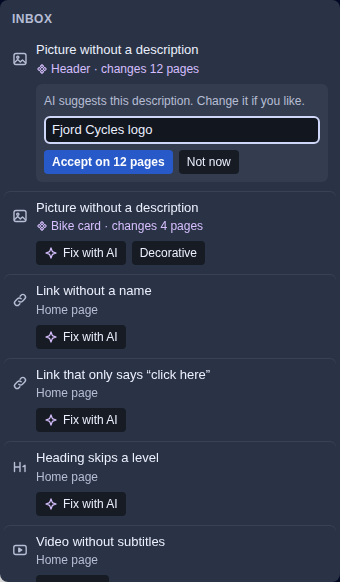 INBOX
Picture without a description
Header · changes 12 pages
AI suggests this description. Change it if you like.
Fjord Cycles logo
Accept on 12 pages
Not now
Picture without a description
Bike card · changes 4 pages
Fix with AI
Decorative
Link without a name
Home page
Fix with AI
Link that only says “click here”
Home page
Fix with AI
H1
Heading skips a level
Home page
Fix with AI
Video without subtitles
Home page